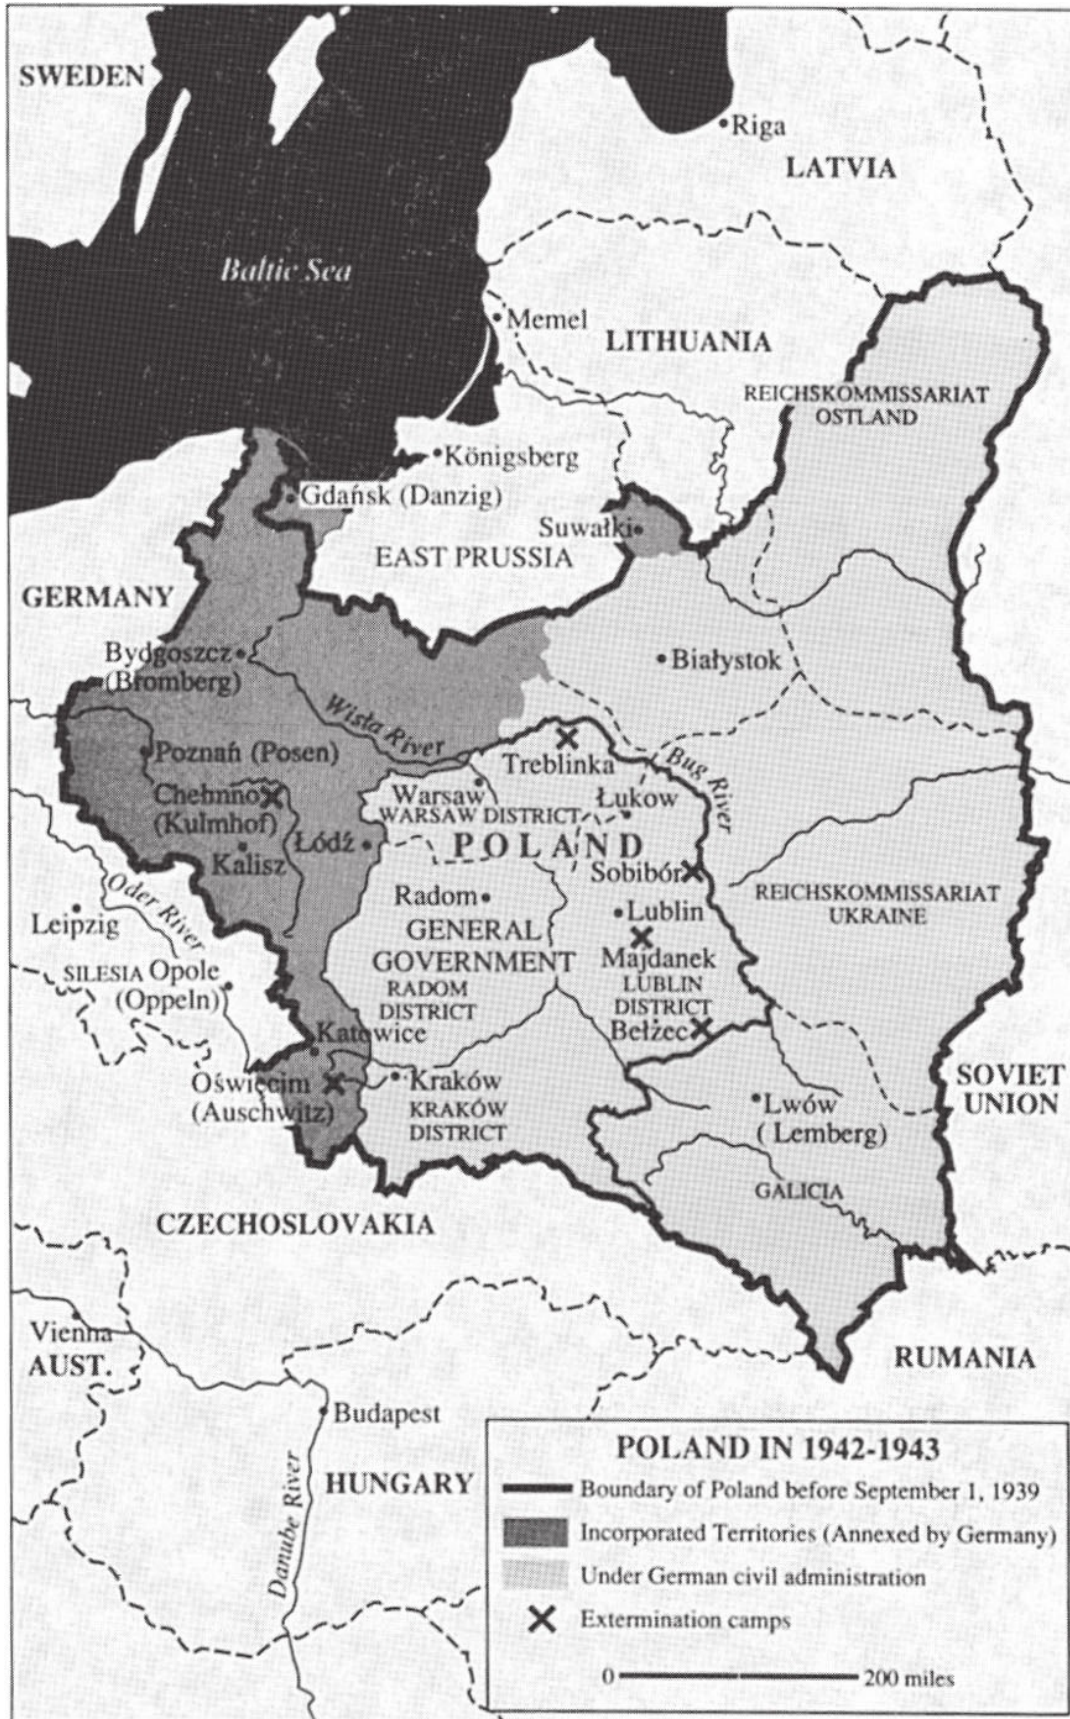 SWEDEN
Riga
LATVIA
Baltic Sea
Memel
LITHUANIA
REICHSKOMMISSARIAT
OSTLAND
Königsberg
Gdańsk (Danzig)
Suwałki
EAST PRUSSIA
GERMANY
Bydgoszcz
(Bromberg)
Białystok
Wisła River
Poznań (Posen)
Treblinka
Bug River
Chełmno
(Kulmhof)
Warsaw
WARSAW DISTRICT
Łukow
Łódź
POLAND
Kalisz
Sobibór
Oder River
Radom
REICHSKOMMISSARIAT
UKRAINE
Leipzig
Lublin
GENERAL
GOVERNMENT
Majdanek
SILESIA Opole
(Oppeln)
RADOM
DISTRICT
LUBLIN
DISTRICT
Bełżec
Katowice
Oświęcim
(Auschwitz)
Kraków
KRAKÓW
DISTRICT
SOVIET
UNION
Lwów
( Lemberg)
GALICIA
CZECHOSLOVAKIA
Vienna
AUST.
RUMANIA
Budapest
HUNGARY
Danube River
POLAND IN 1942-1943
Boundary of Poland before September 1, 1939
Incorporated Territories (Annexed by Germany)
Under German civil administration
Extermination camps
0 200 miles